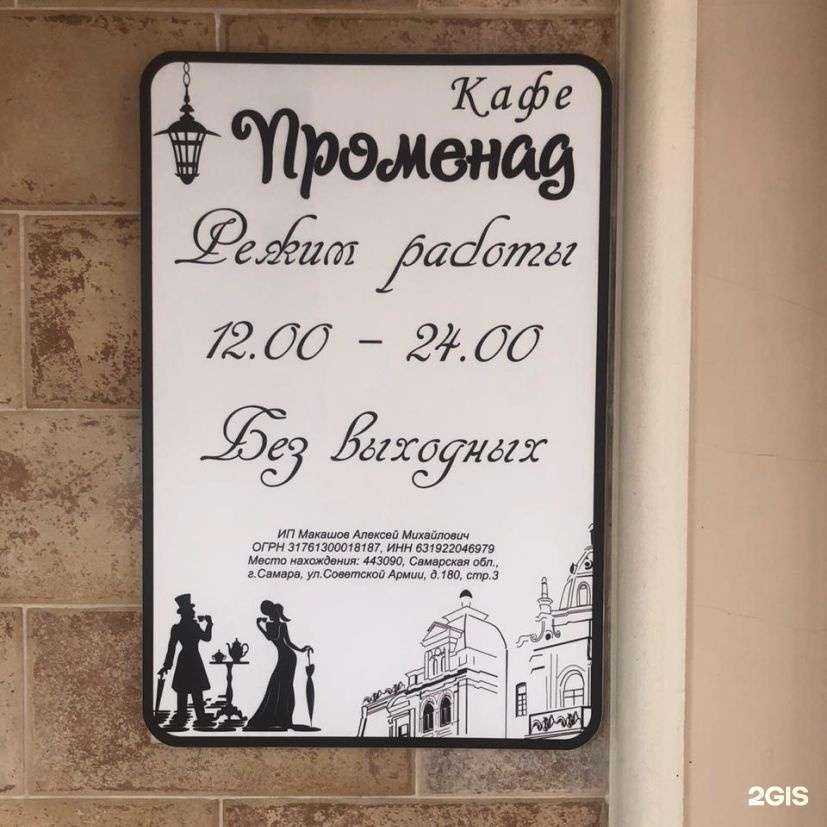 Кафе
Променад
Режим работы
12.00 – 24.00
Без выходных
ИП Макашов Алексей Михайлович
ОГРН 31761300018187, ИНН 631922046979
Место нахождения: 443090, Самарская обл.,
г.Самара, ул.Советской Армии, д.180, стр.3
2GIS